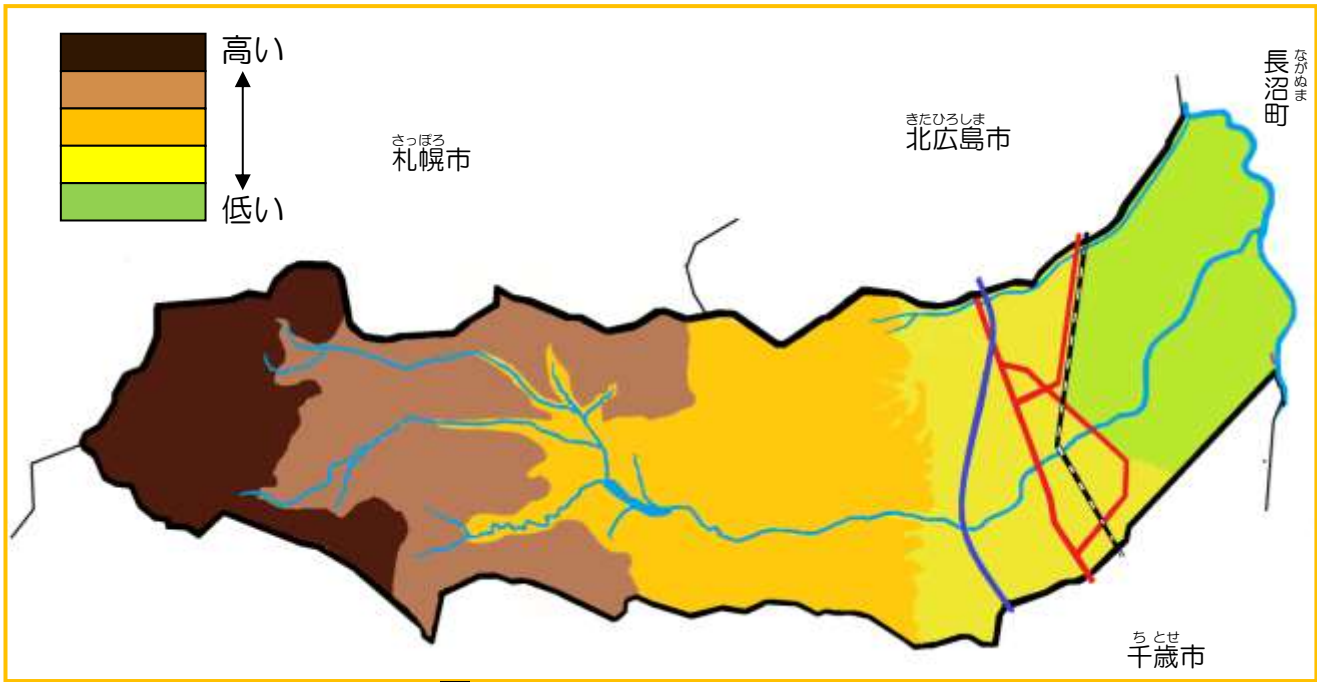 高い
低い
さっぽろ
札幌市
きたひろしま
北広島市
ながぬま
長沼町
ちとせ
千歳市